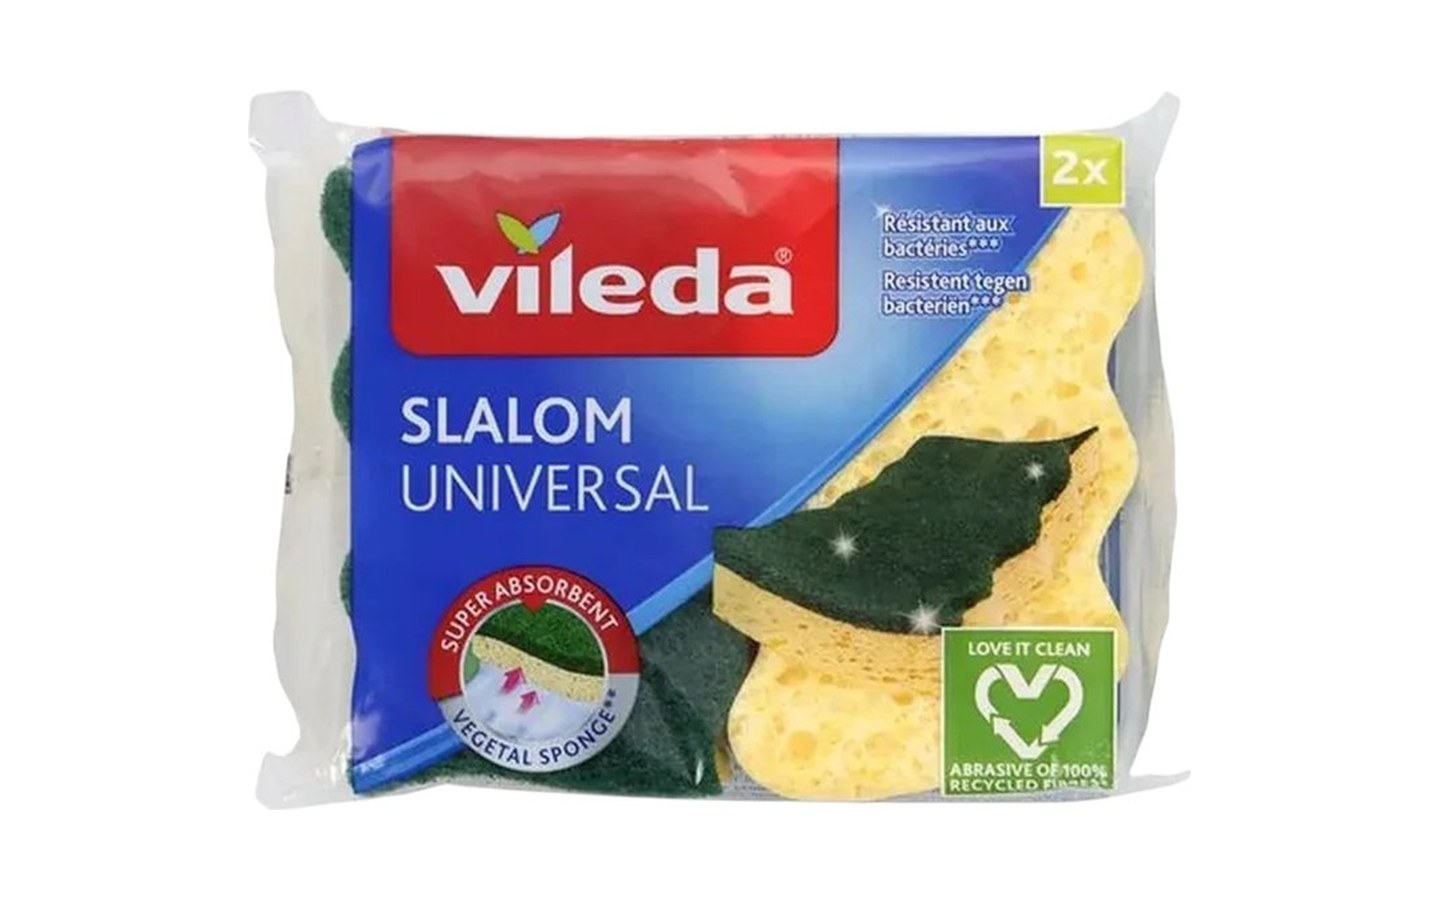 vileda®
2x
Résistant aux
bactéries***
Resistent tegen
bacteriën***
SLALOM
UNIVERSAL
SUPER ABSORBENT
VEGETAL SPONGE**
LOVE IT CLEAN
ABRASIVE OF 100%
RECYCLED